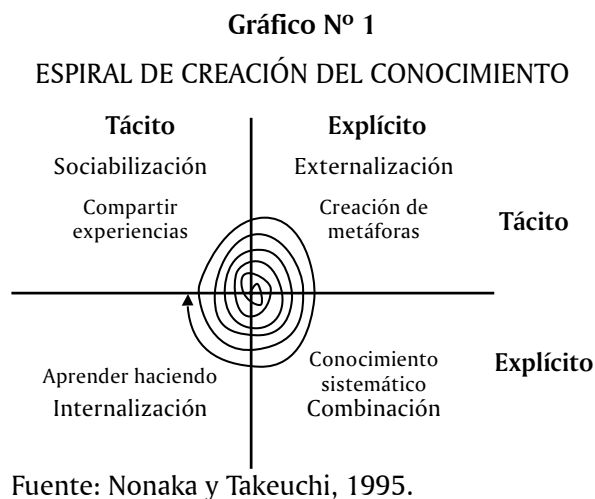 Gráfico Nº 1
ESPIRAL DE CREACIÓN DEL CONOCIMIENTO
Tácito
Explícito
Sociabilización
Externalización
Compartir
experiencias
Creación de
metáforas
Tácito
Aprender haciendo
Internalización
Conocimiento
sistemático
Combinación
Explícito
Fuente: Nonaka y Takeuchi, 1995.